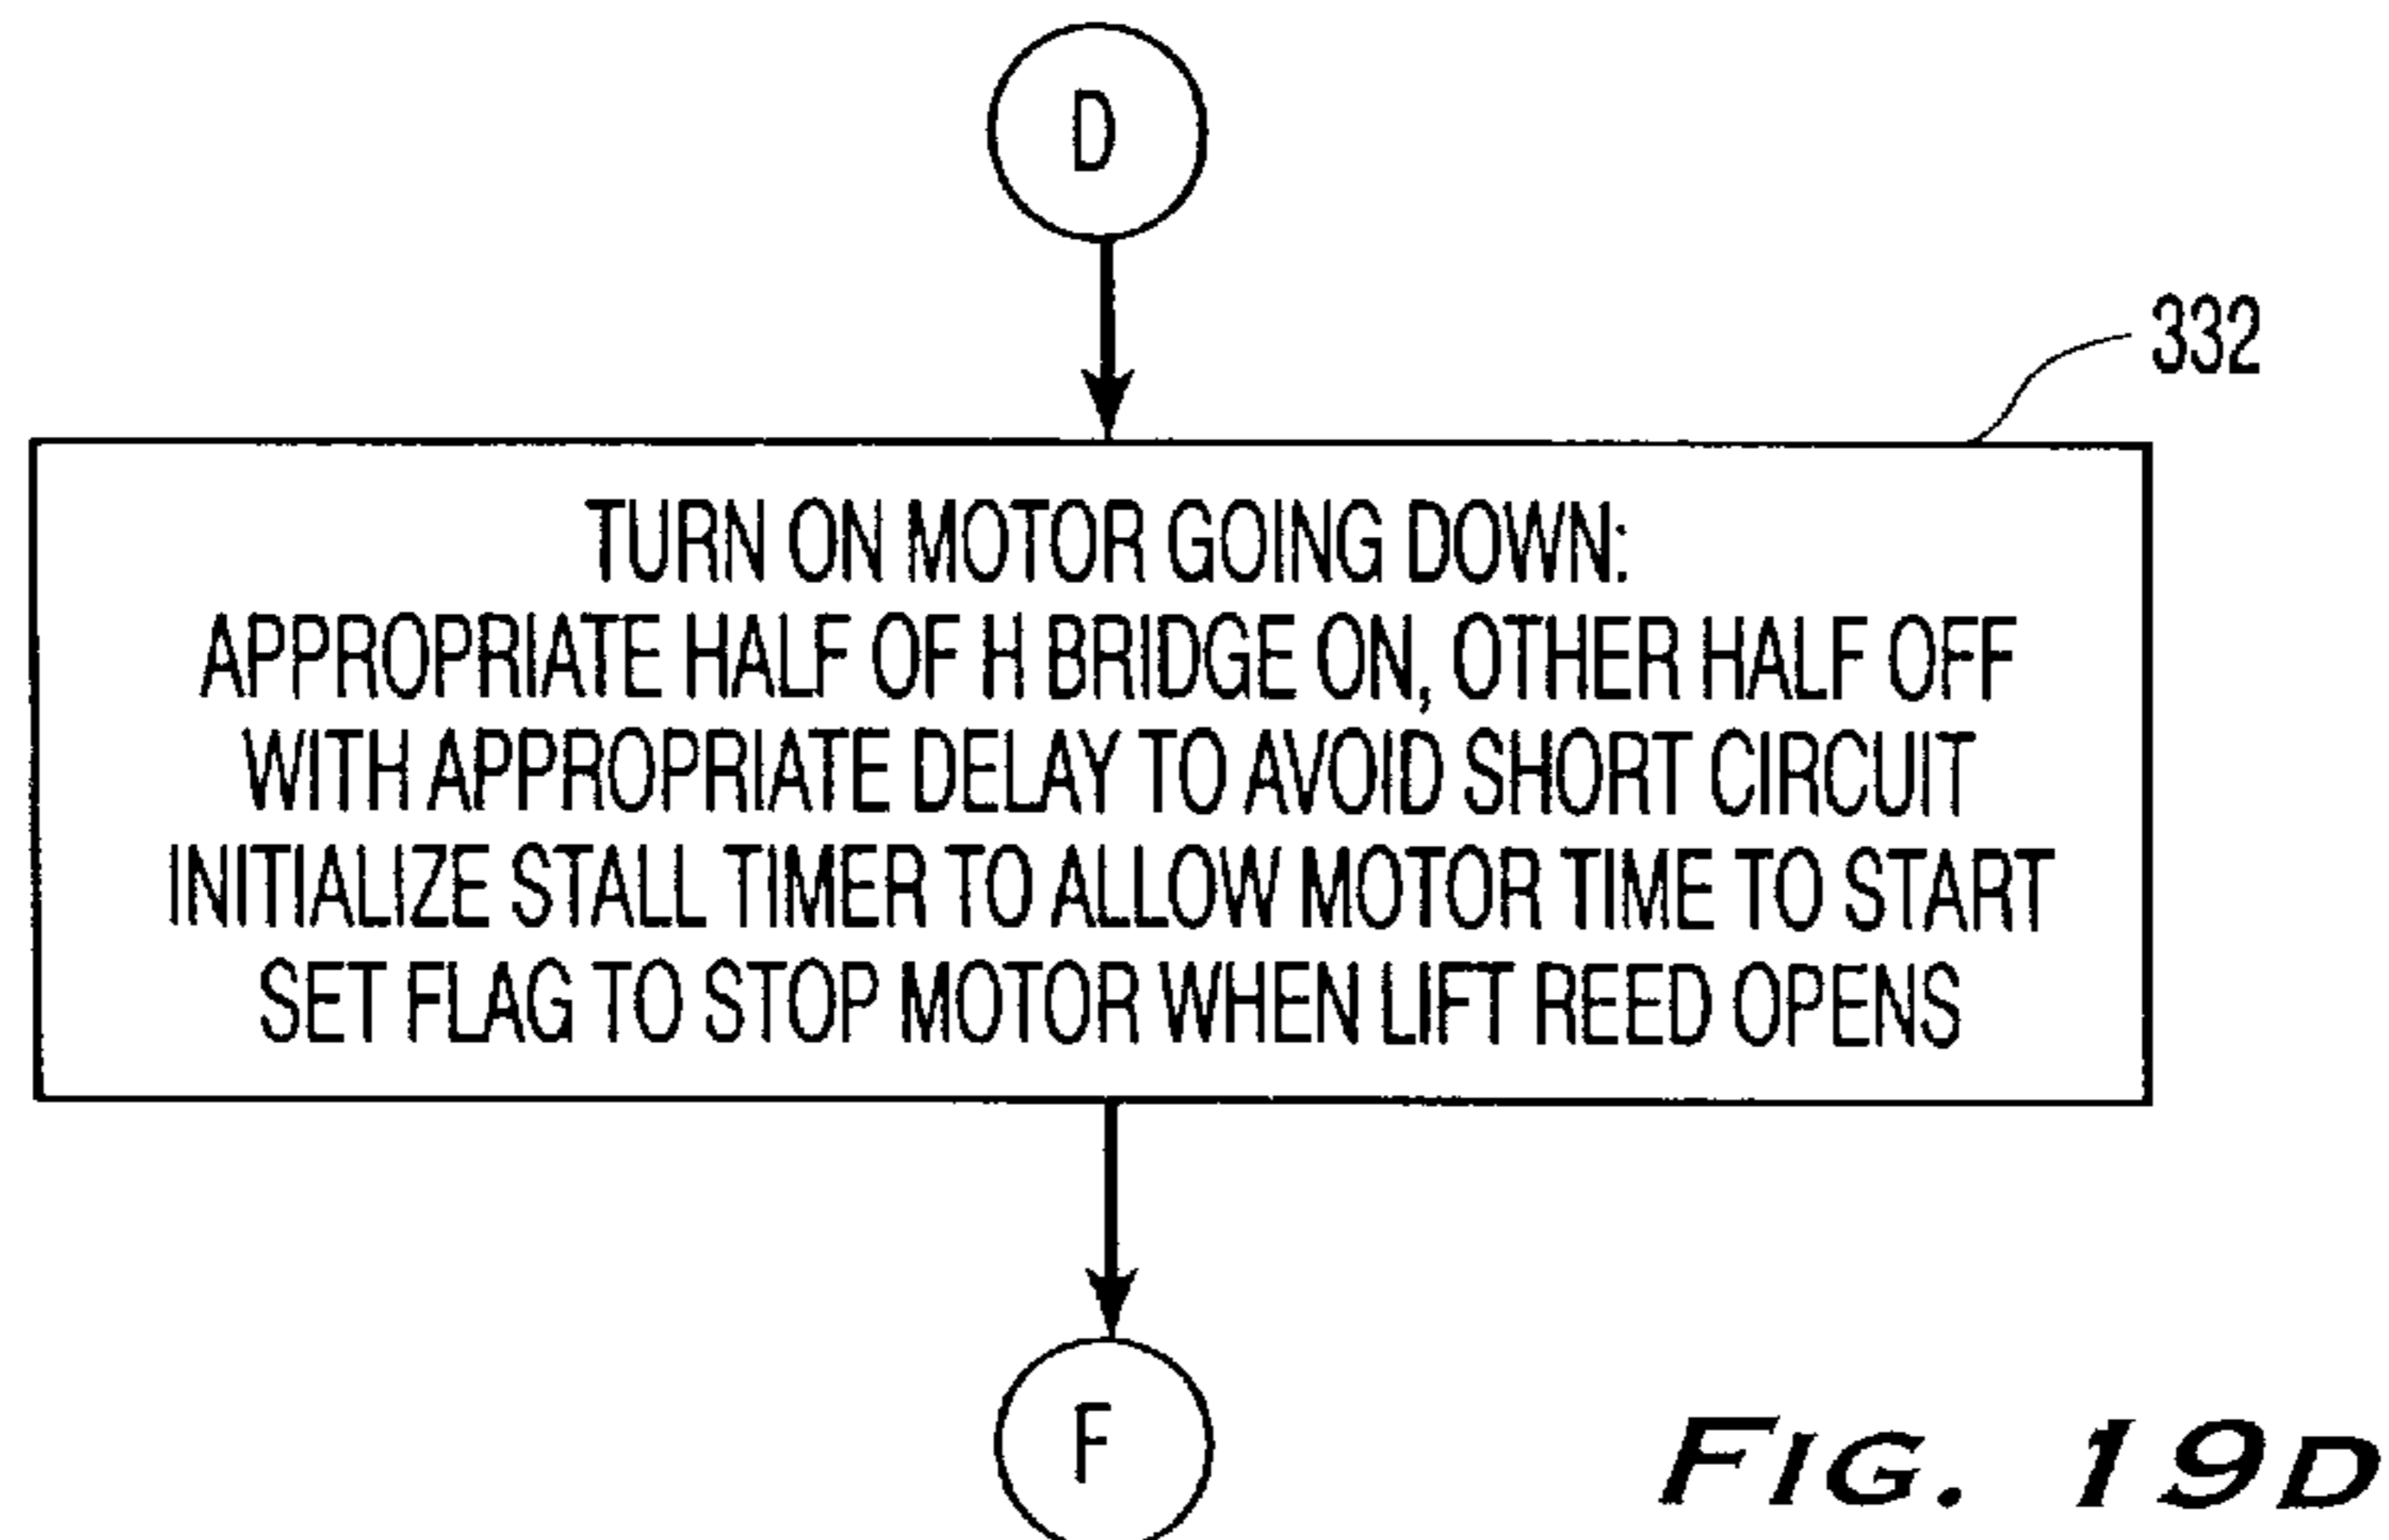 D
332
TURN ON MOTOR GOING DOWN:
APPROPRIATE HALF OF H BRIDGE ON, OTHER HALF OFF
WITH APPROPRIATE DELAY TO AVOID SHORT CIRCUIT
INITIALIZE STALL TIMER TO ALLOW MOTOR TIME TO START
SET FLAG TO STOP MOTOR WHEN LIFT REED OPENS
F
FIG. 19D